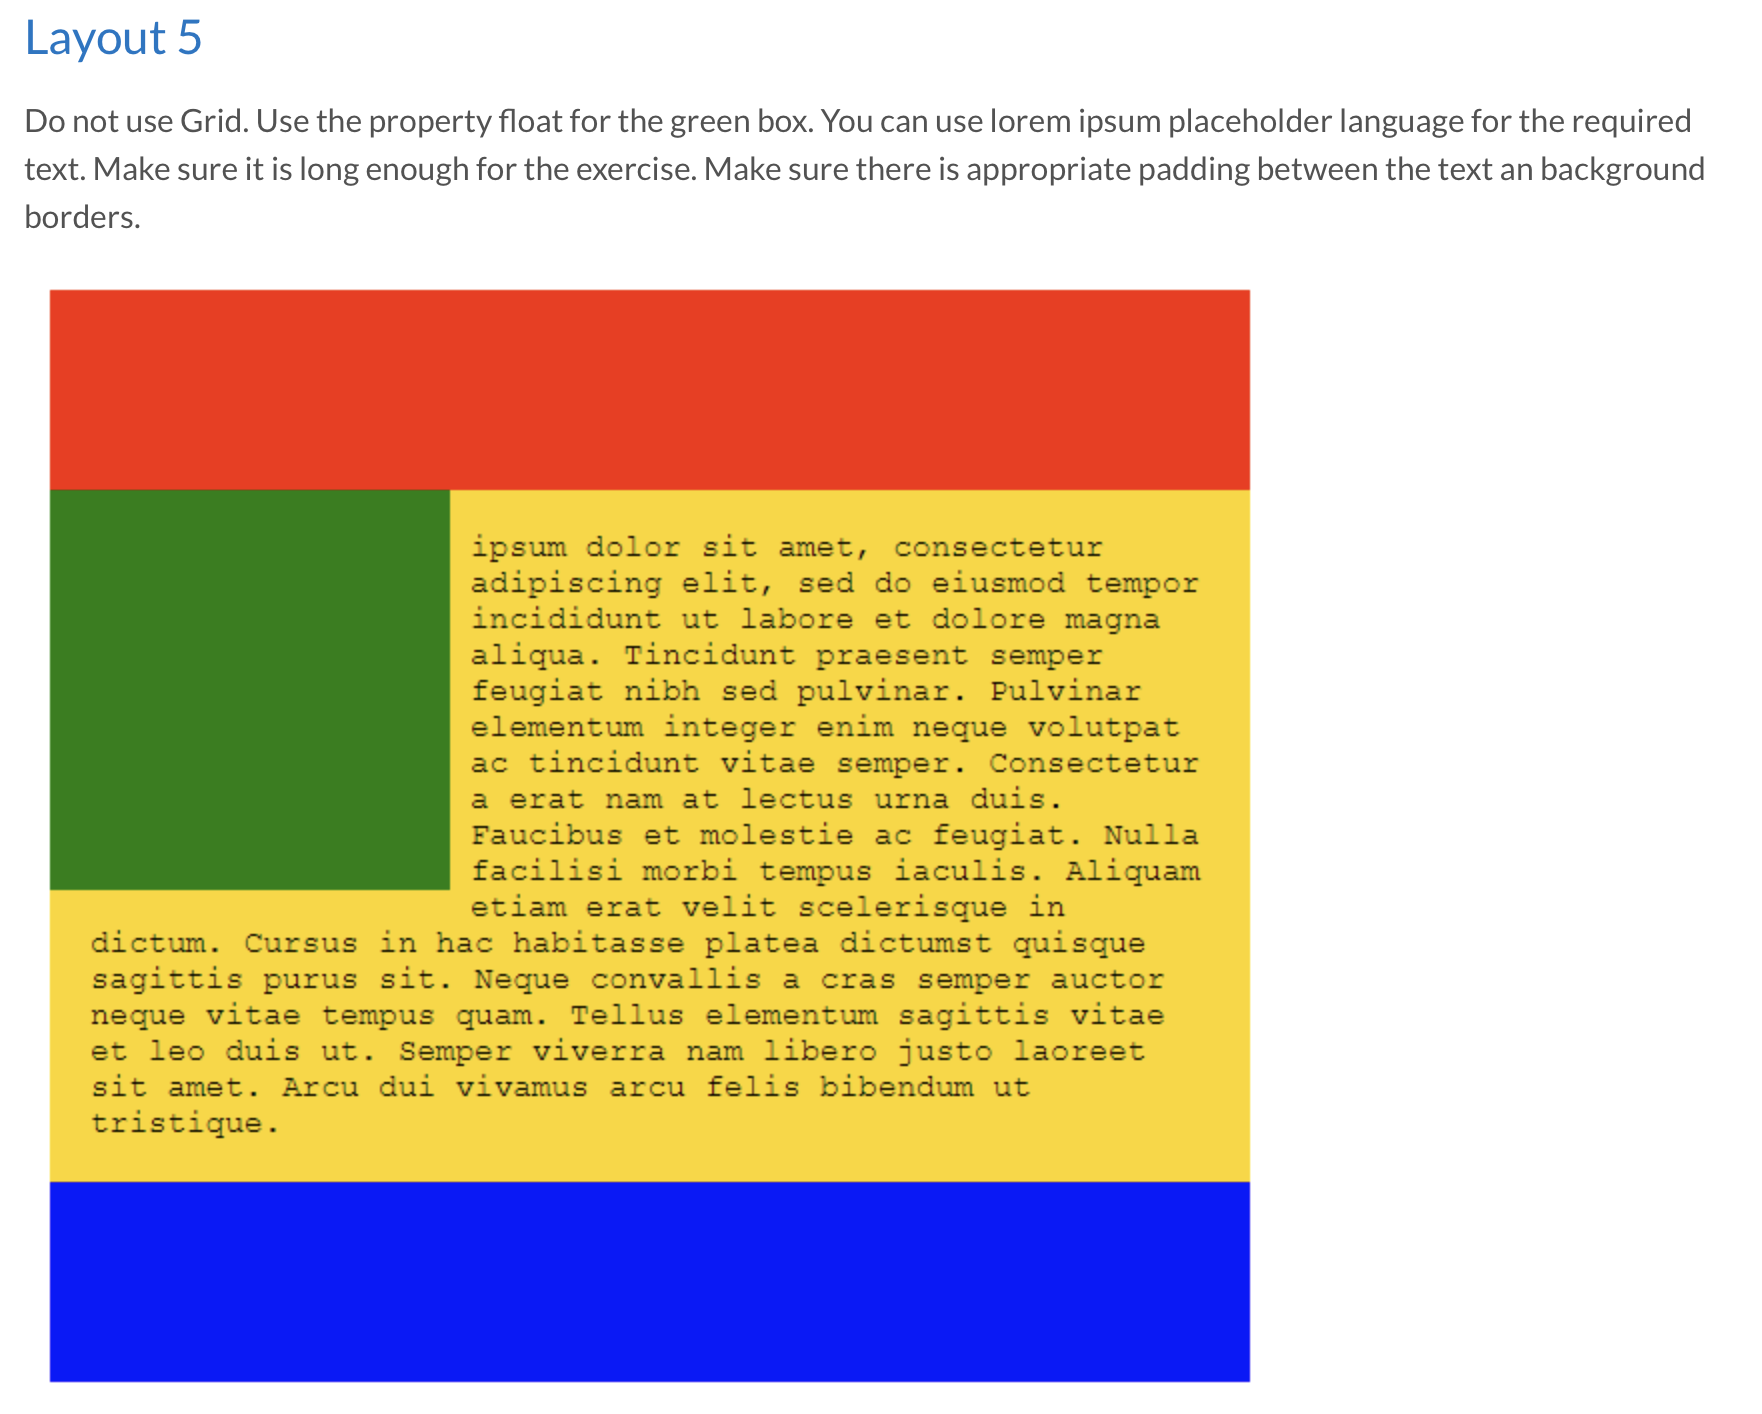 Layout 5
Do not use Grid. Use the property float for the green box. You can use lorem ipsum placeholder language for the required
text. Make sure it is long enough for the exercise. Make sure there is appropriate padding between the text an background
borders.
ipsum dolor sit amet, consectetur
adipiscing elit, sed do eiusmod tempor
incididunt ut labore et dolore magna
aliqua. Tincidunt praesent semper
feugiat nibh sed pulvinar. Pulvinar
elementum integer enim neque volutpat
ac tincidunt vitae semper. Consectetur
a erat nam at lectus urna duis.
Faucibus et molestie ac feugiat. Nulla
facilisi morbi tempus iaculis. Aliquam
etiam erat velit scelerisque in
dictum. Cursus in hac habitasse platea dictumst quisque
sagittis purus sit. Neque convallis a cras semper auctor
neque vitae tempus quam. Tellus elementum sagittis vitae
et leo duis ut. Semper viverra nam libero justo laoreet
sit amet. Arcu dui vivamus arcu felis bibendum ut
tristique.